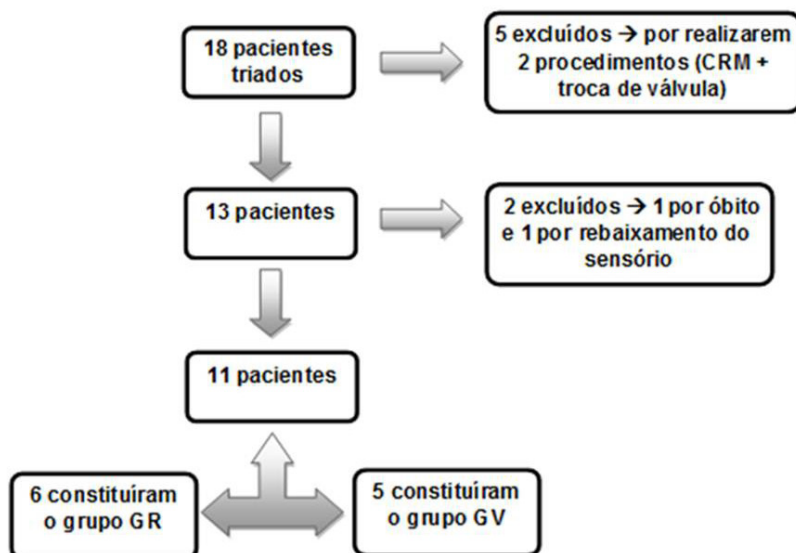 18 pacientes
triados
5 excluídos → por realizarem
2 procedimentos (CRM +
troca de válvula)
13 pacientes
2 excluídos → 1 por óbito
e 1 por rebaixamento do
sensório
11 pacientes
6 constituíram
o grupo GR
5 constituíram
o grupo GV